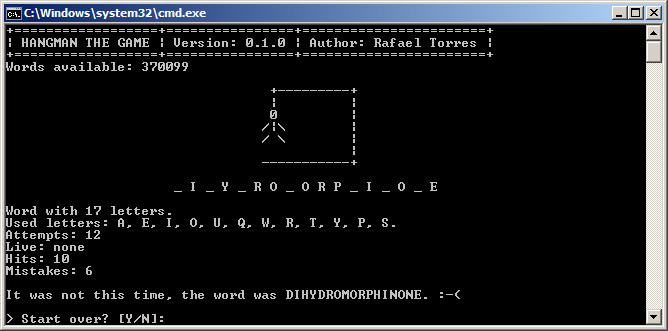 C:\Windows\system32\cmd.exe
HANGMAN THE GAME ¦ Version: 0.1.0 ¦ Author: Rafael Torres
Words available: 370099
_ I _ Y _ R O _ O R P _ I _ O _ E
Word with 17 letters.
Used letters: A, E, I, O, U, Q, W, R, T, Y, P, S.
Attempts: 12
Live: none
Hits: 10
Mistakes: 6
It was not this time, the word was DIHYDROMORPHINONE. :-(
> Start over? [Y/N]: